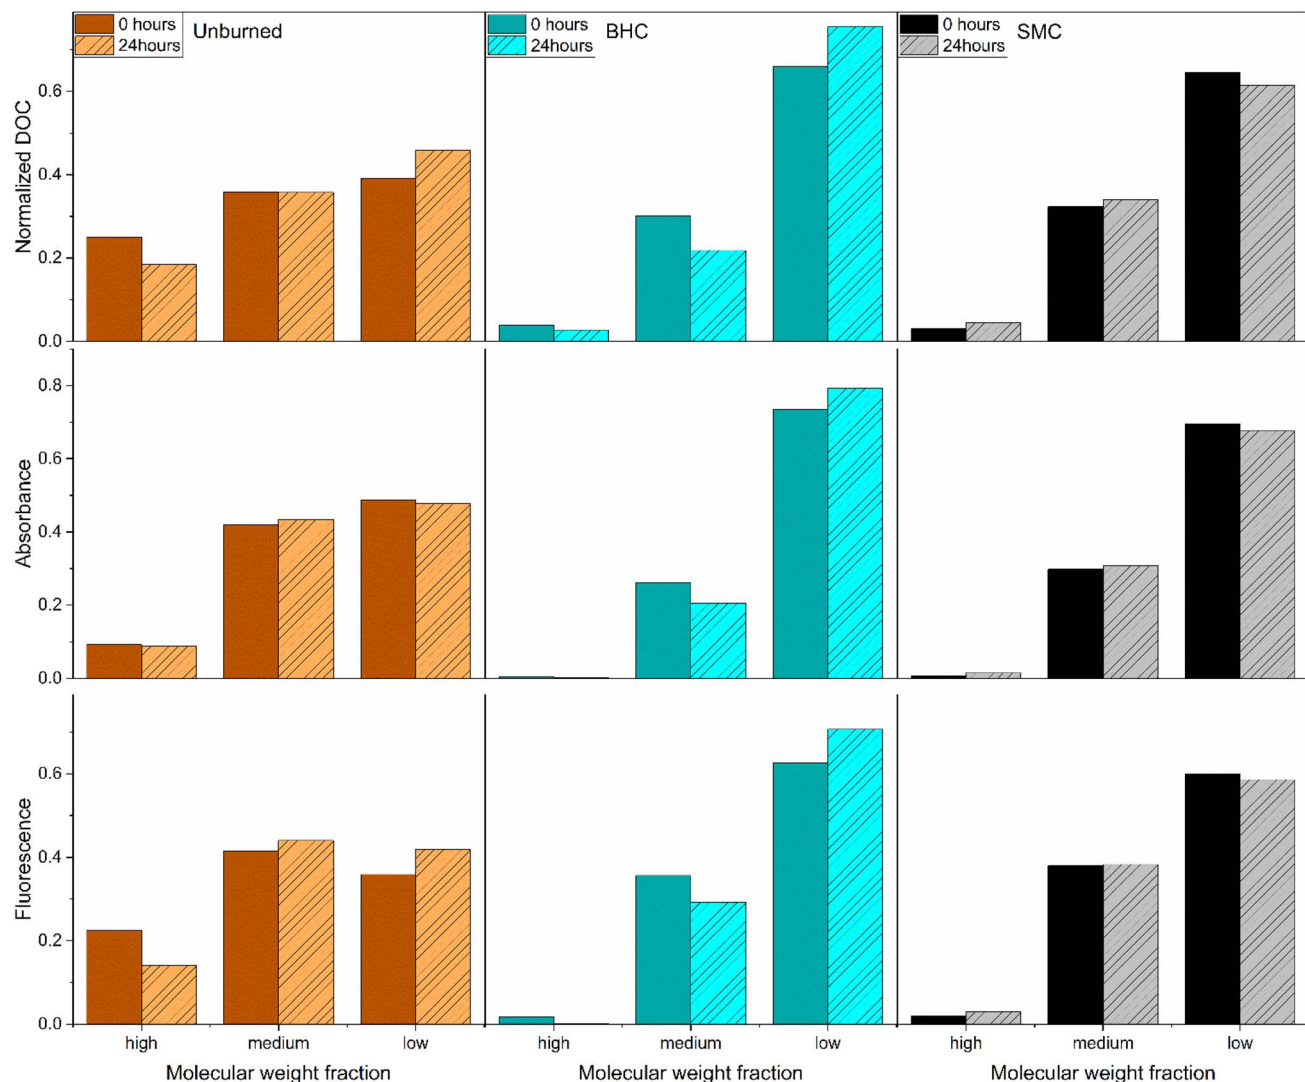 0 hours
24hours
Unburned
0 hours
24hours
BHC
0 hours
24hours
SMC
Normalized DOC
0.6
0.4
0.2
0.0
Absorbance
0.8
0.6
0.4
0.2
0.0
Fluorescence
0.6
0.4
0.2
0.0
high medium low high medium low high medium low
Molecular weight fraction Molecular weight fraction Molecular weight fraction